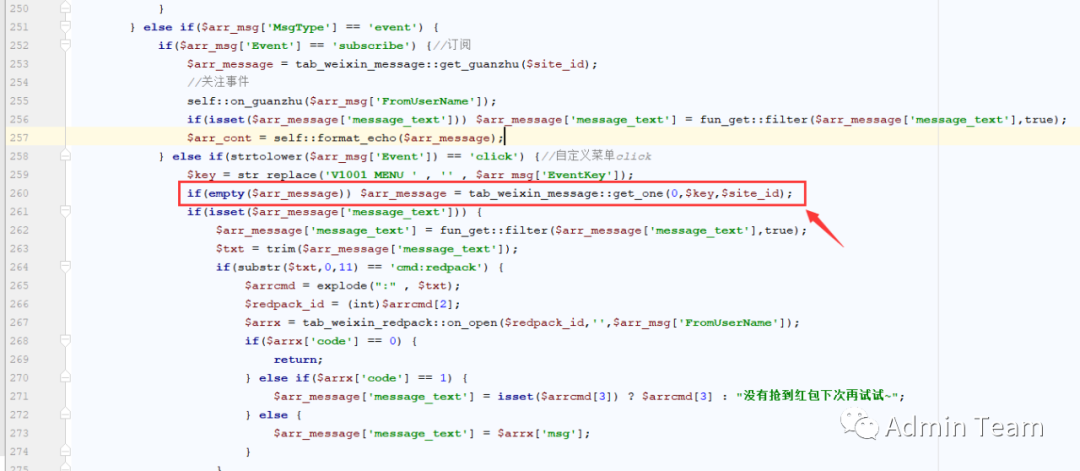 250 }
251 } else if($arr_msg['MsgType'] == 'event') {
252 if($arr_msg['Event'] == 'subscribe') {//订阅
253 $arr_message = tab_weixin_message::get_guanzhu($site_id);
254 //关注事件
255 self::on_guanzhu($arr_msg['FromUserName']);
256 if(isset($arr_message['message_text'])) $arr_message['message_text'] = fun_get::filter($arr_message['message_text'],true);
257 $arr_cont = self::format_echo($arr_message);
258 } else if(strtolower($arr_msg['Event']) == 'click') {//自定义菜单click
259 $key = str_replace('V1001_MENU_' , '' , $arr_msg['EventKey']);
260 if(empty($arr_message)) $arr_message = tab_weixin_message::get_one(0,$key,$site_id);
261 if(isset($arr_message['message_text'])) {
262 $arr_message['message_text'] = fun_get::filter($arr_message['message_text'],true);
263 $txt = trim($arr_message['message_text']);
264 if(substr($txt,0,11) == 'cmd:redpack') {
265 $arrcmd = explode(":" , $txt);
266 $redpack_id = (int)$arrcmd[2];
267 $arrx = tab_weixin_redpack::on_open($redpack_id,'',$arr_msg['FromUserName']);
268 if($arrx['code'] == 0) {
269 return;
270 } else if($arrx['code'] == 1) {
271 $arr_message['message_text'] = isset($arrcmd[3]) ? $arrcmd[3] : "没有抢到红包下次再试试~";
272 } else {
273 $arr_message['message_text'] = $arrx['msg'];
274 }
275 }
Admin Team